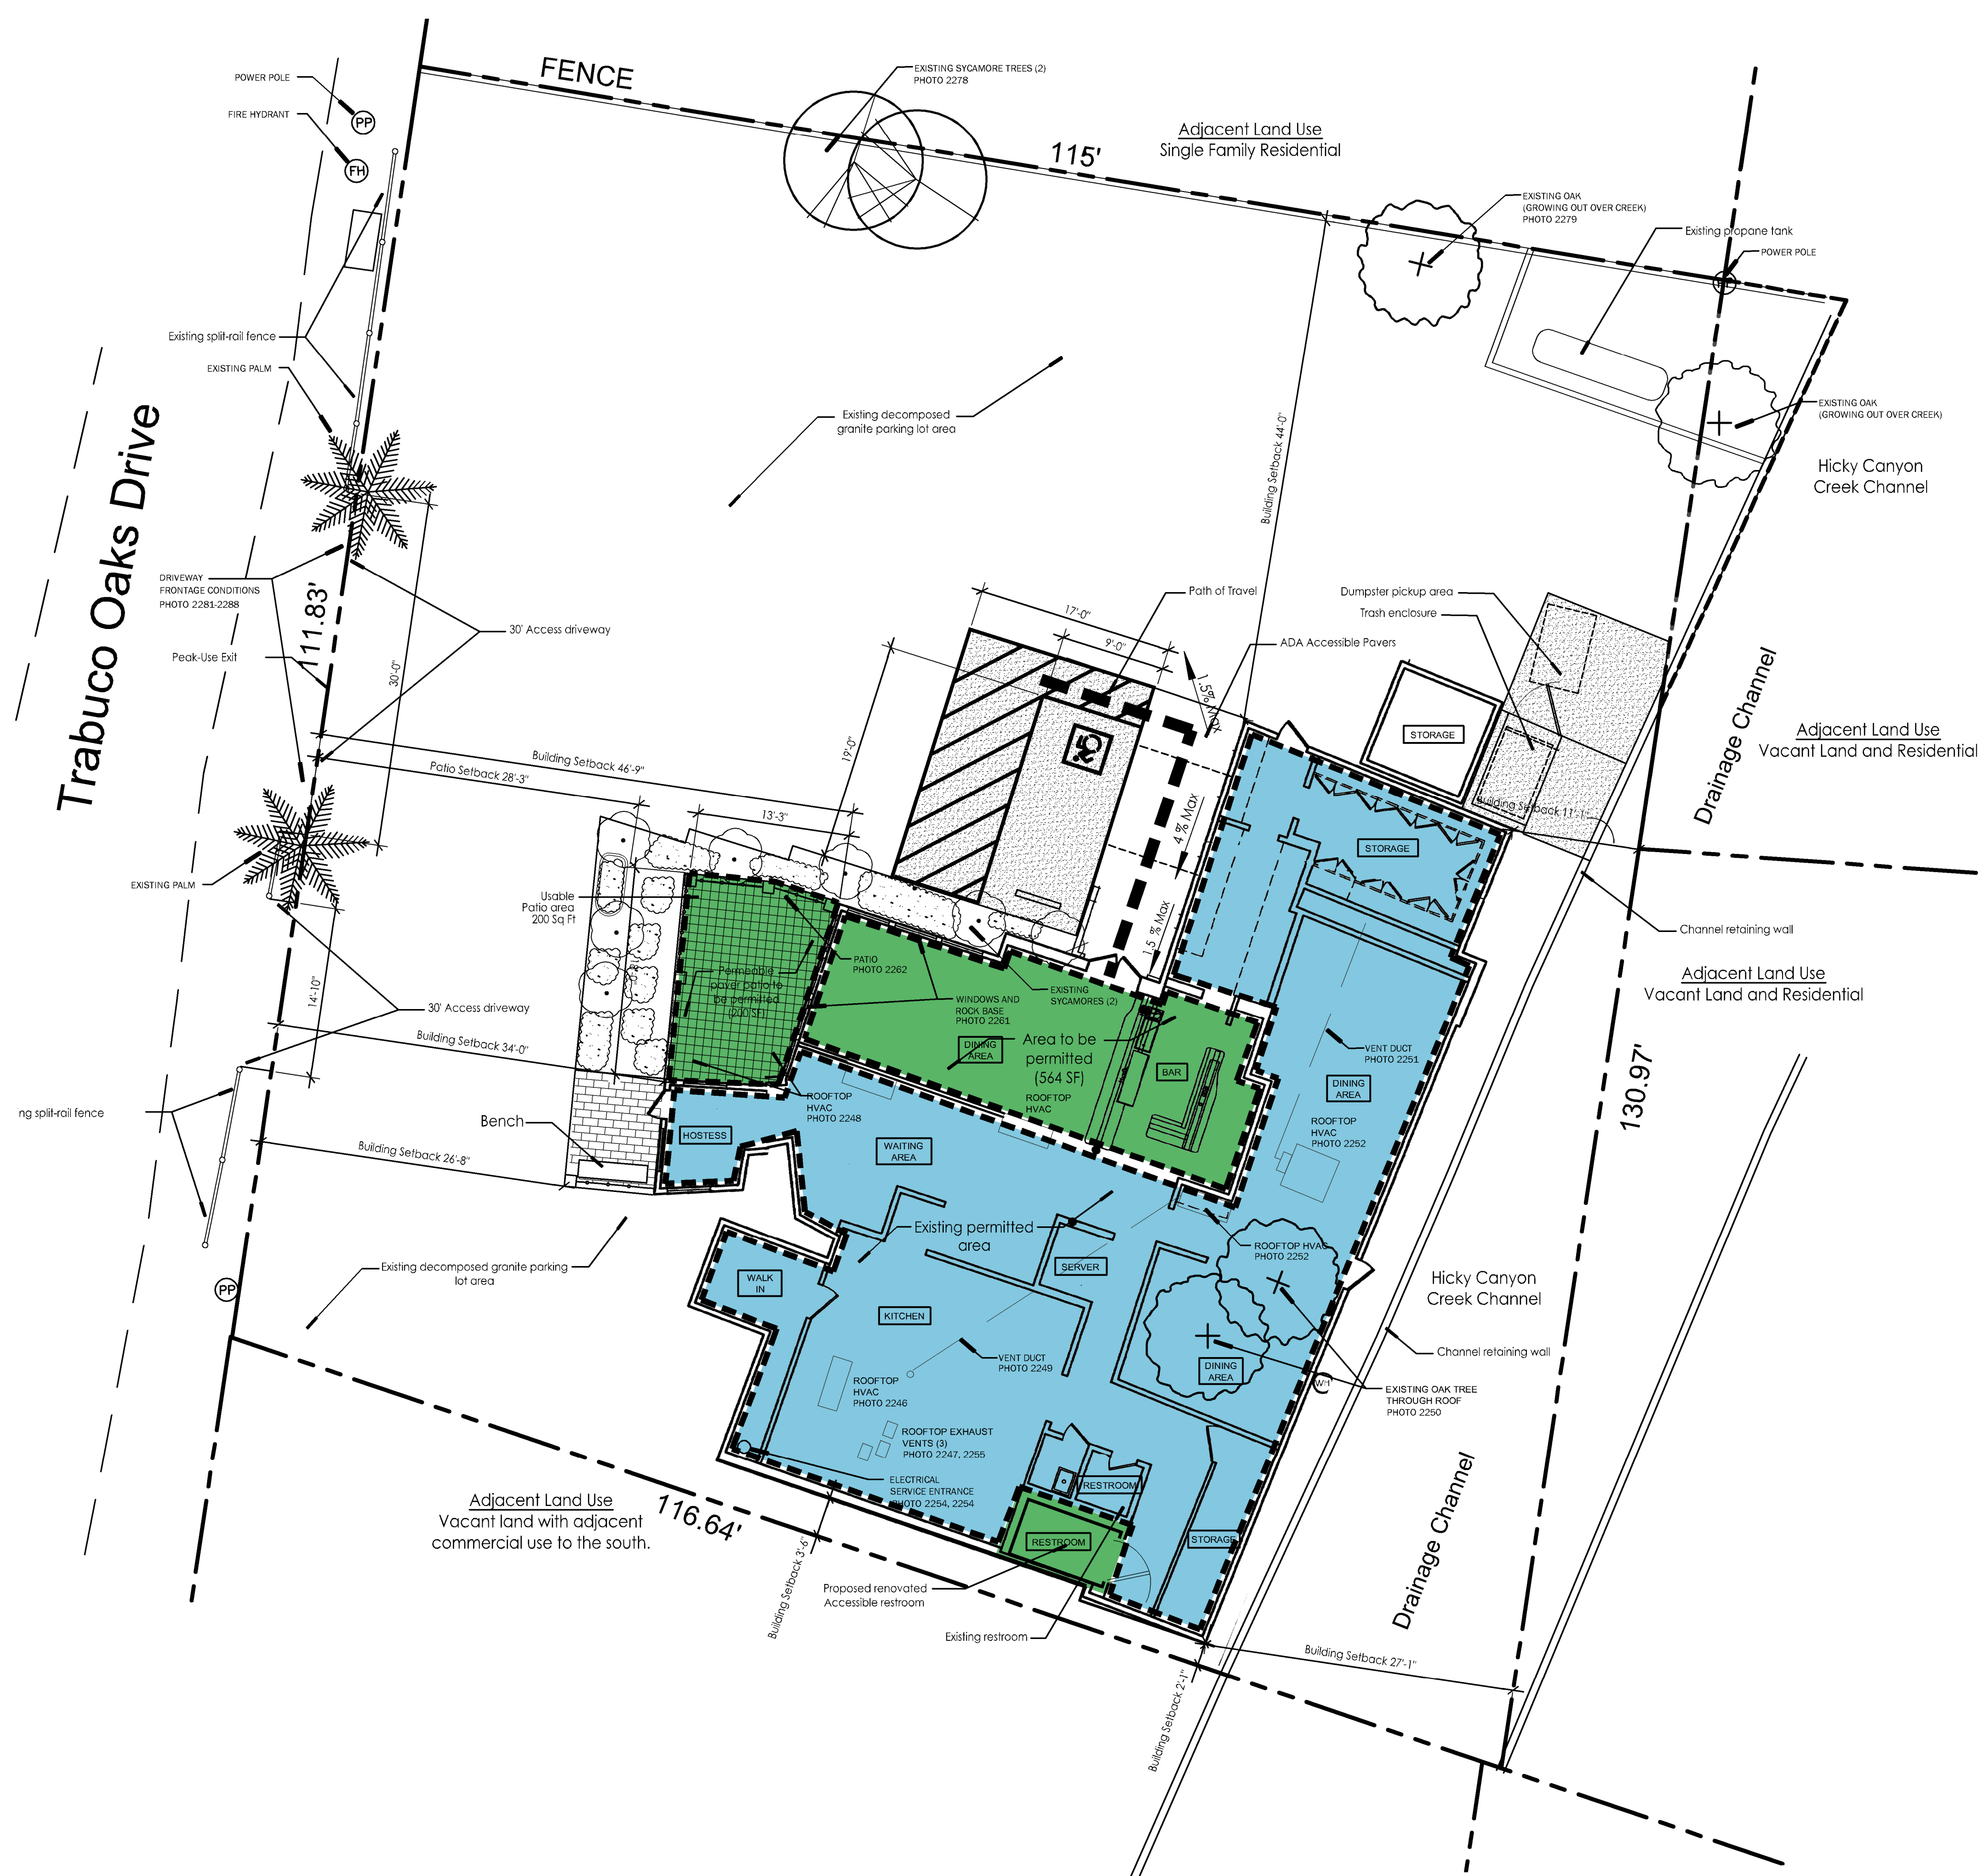 POWER POLE
FIRE HYDRANT
PP
FH
FENCE
EXISTING SYCAMORE TREES (2)
PHOTO 2278
115'
Adjacent Land Use
Single Family Residential
EXISTING OAK
(GROWING OUT OVER CREEK)
PHOTO 2279
Existing propane tank
POWER POLE
EXISTING OAK
(GROWING OUT OVER CREEK)
Hicky Canyon
Creek Channel
Existing split-rail fence
EXISTING PALM
Trabuco Oaks Drive
Existing decomposed
granite parking lot area
Building Setback 44'-0"
DRIVEWAY
FRONTAGE CONDITIONS
PHOTO 2281-2288
Peak-Use Exit
111.83'
30'-0"
30' Access driveway
Path of Travel
ADA Accessible Pavers
Dumpster pickup area
Trash enclosure
17'-0"
9'-0"
1.5% Max
19'-0"
4 % Max
1.5 % Max
STORAGE
Drainage Channel
Adjacent Land Use
Vacant Land and Residential
Building Setback 46'-9"
Patio Setback 28'-3"
13'-3"
Building Setback 11'-1"
STORAGE
EXISTING PALM
Usable
Patio area
200 Sq Ft
Permeable
paver patio to
be permitted
(200 SF)
PATIO
PHOTO 2262
WINDOWS AND
ROCK BASE
PHOTO 2261
EXISTING
SYCAMORES (2)
Channel retaining wall
Adjacent Land Use
Vacant Land and Residential
14'-10"
30' Access driveway
Building Setback 34'-0"
DINING
AREA
Area to be
permitted
(564 SF)
BAR
ROOFTOP
HVAC
VENT DUCT
PHOTO 2251
DINING
AREA
ROOFTOP
HVAC
PHOTO 2252
130.97'
ROOFTOP
HVAC
PHOTO 2248
ng split-rail fence
Bench
HOSTESS
WAITING
AREA
Building Setback 26'-8"
Existing permitted
area
ROOFTOP HVAC
PHOTO 2252
SERVER
Existing decomposed granite parking
lot area
PP
WALK
IN
KITCHEN
Hicky Canyon
Creek Channel
Channel retaining wall
VENT DUCT
PHOTO 2249
DINING
AREA
WH
EXISTING OAK TREE
THROUGH ROOF
PHOTO 2250
ROOFTOP
HVAC
PHOTO 2246
ROOFTOP EXHAUST
VENTS (3)
PHOTO 2247, 2255
ELECTRICAL
SERVICE ENTRANCE
PHOTO 2254, 2254
RESTROOM
RESTROOM
STORAGE
Adjacent Land Use
Vacant land with adjacent
commercial use to the south.
116.64'
Building Setback 3'-6"
Proposed renovated
Accessible restroom
Existing restroom
Drainage Channel
Building Setback 27'-1"
Building Setback 2'-1"